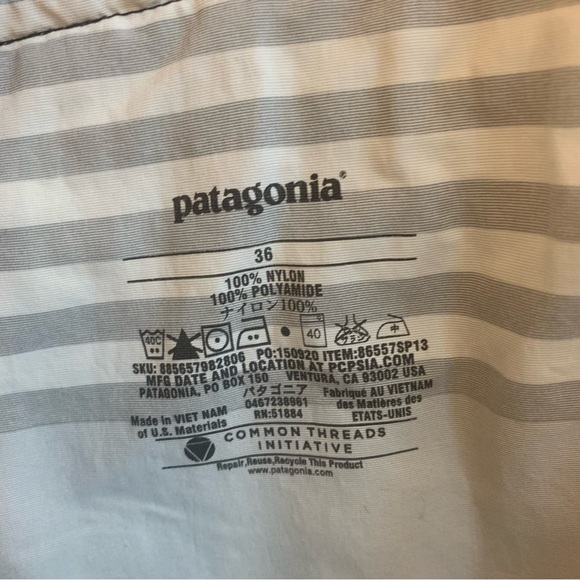 patagonia®
36
100% NYLON
100% POLYAMIDE
ナイロン100%
40C 40 中
SKU: 885657982806 PO:150920 ITEM:86557SP13
MFG DATE AND LOCATION AT PCPSIA.COM
PATAGONIA, PO BOX 150 VENTURA, CA 93002 USA
パタゴニア
0467238961
RN:51884
Made in VIET NAM
of U.S. Materials
Fabriqué AU VIETNAM
des Matières des
ETATS-UNIS
COMMON THREADS
INITIATIVE
Repair,Reuse,Recycle This Product
www.patagonia.com